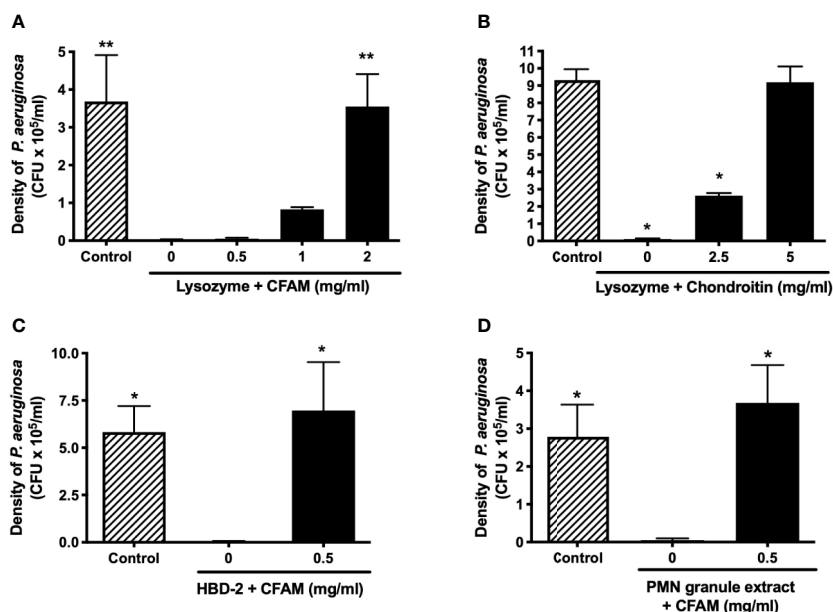 A
Density of P. aeruginosa
(CFU x 10⁵/ml)
5
4
3
2
1
0
**
**
Control
0
0.5
1
2
Lysozyme + CFAM (mg/ml)
B
Density of P. aeruginosa
(CFU x 10⁵/ml)
11
10
9
8
7
6
5
4
3
2
1
0
*
*
Control
0
2.5
5
Lysozyme + Chondroitin (mg/ml)
C
Density of P. aeruginosa
(CFU x 10⁵/ml)
10.0
7.5
5.0
2.5
0.0
*
*
Control
0
0.5
HBD-2 + CFAM (mg/ml)
D
Density of P. aeruginosa
(CFU x 10⁵/ml)
5
4
3
2
1
0
*
*
Control
0
0.5
PMN granule extract
+ CFAM (mg/ml)